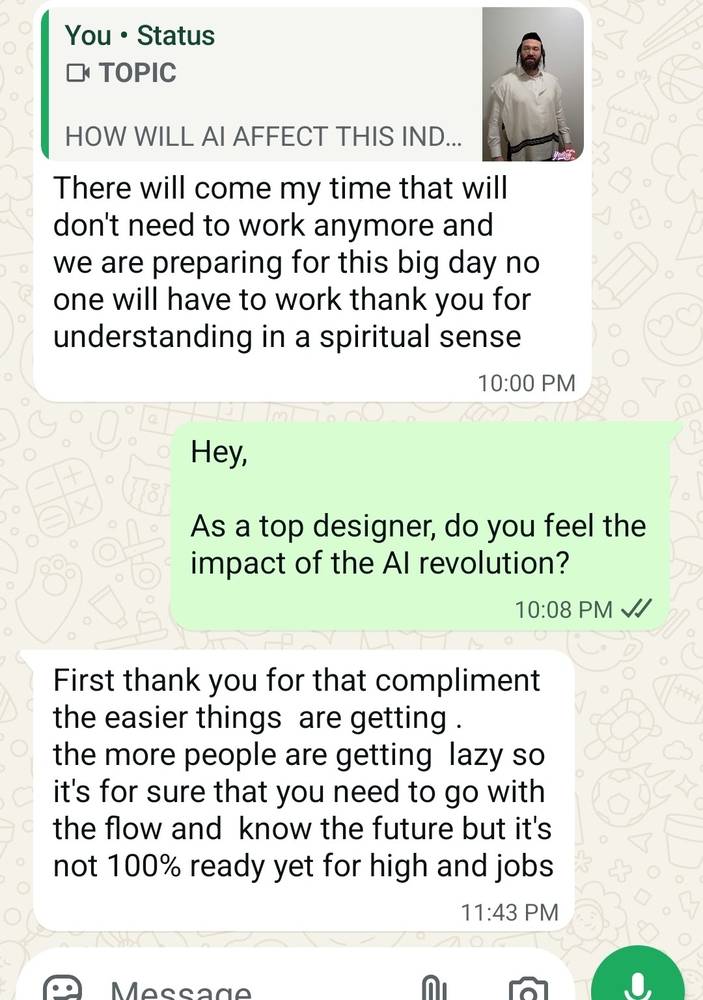 You • Status
TOPIC
HOW WILL AI AFFECT THIS IND...
There will come my time that will
don't need to work anymore and
we are preparing for this big day no
one will have to work thank you for
understanding in a spiritual sense
10:00 PM
Hey,
As a top designer, do you feel the
impact of the AI revolution?
10:08 PM
First thank you for that compliment
the easier things  are getting .
the more people are getting  lazy so
it's for sure that you need to go with
the flow and  know the future but it's
not 100% ready yet for high and jobs
11:43 PM
Message